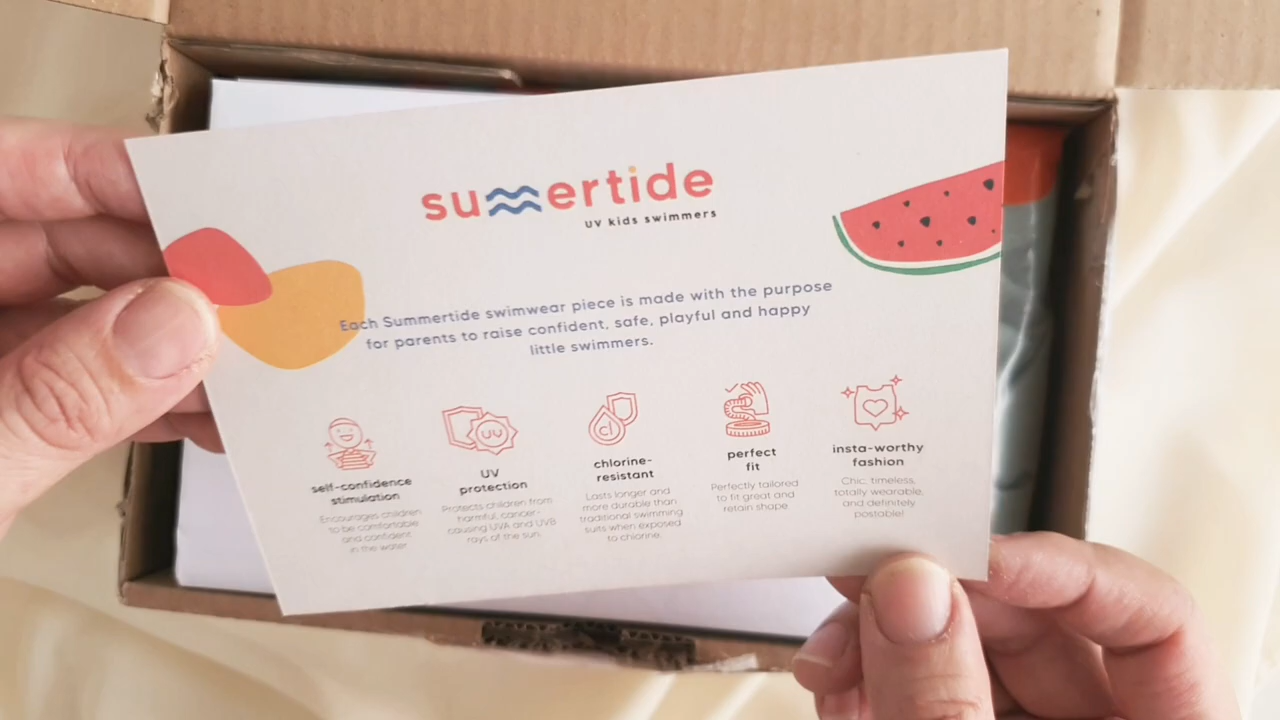 summertide
UV kids swimmers
Each Summertide swimwear piece is made with the purpose
for parents to raise confident, safe, playful and happy
little swimmers.
self-confidence
stimulation
Encourages children
to be comfortable
and confident
in the water.
UV
UV
protection
Protects children from
harmful, cancer-
causing UVA and UVB
rays of the sun.
cl
chlorine-
resistant
Lasts longer and
more durable than
traditional swimming
suits when exposed
to chlorine.
perfect
fit
Perfectly tailored
to fit great and
retain shape
insta-worthy
fashion
Chic, timeless,
totally wearable,
and definitely
postable!